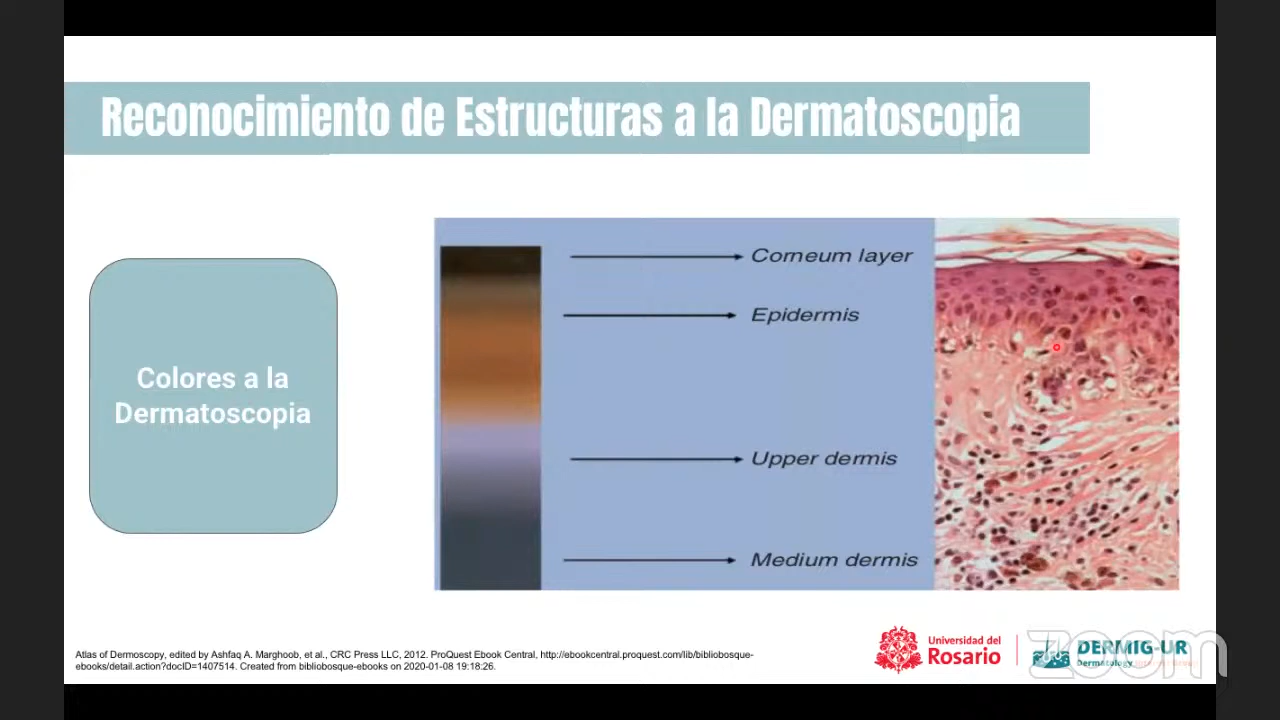 Reconocimiento de Estructuras a la Dermatoscopia
Colores a la
Dermatoscopia
Corneum layer
Epidermis
Upper dermis
Medium dermis
Atlas of Dermoscopy, edited by Ashfaq A. Marghoob, et al., CRC Press LLC, 2012. ProQuest Ebook Central, http://ebookcentral.proquest.com/lib/bibliobosque-
ebooks/detail.action?docID=1407514. Created from bibliobosque-ebooks on 2020-01-08 19:18:26.
Universidad del
Rosario
DERMIG-UR
Dermatology
zoom